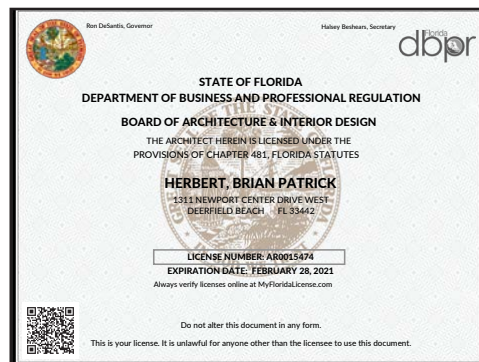 Ron DeSantis, Governor
Halsey Beshears, Secretary
Florida
dbpr
STATE OF FLORIDA
DEPARTMENT OF BUSINESS AND PROFESSIONAL REGULATION
BOARD OF ARCHITECTURE & INTERIOR DESIGN
THE ARCHITECT HEREIN IS LICENSED UNDER THE
PROVISIONS OF CHAPTER 481, FLORIDA STATUTES
HERBERT, BRIAN PATRICK
1311 NEWPORT CENTER DRIVE WEST
DEERFIELD BEACH FL 33442
LICENSE NUMBER: AR0015474
EXPIRATION DATE: FEBRUARY 28, 2021
Always verify licenses online at MyFloridaLicense.com
Do not alter this document in any form.
This is your license. It is unlawful for anyone other than the licensee to use this document.